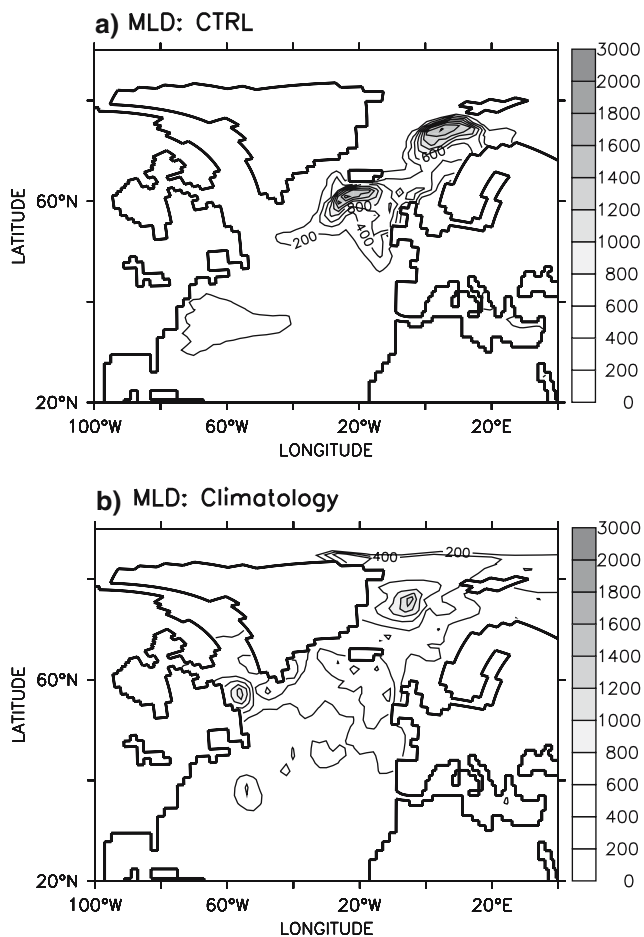 a) MLD: CTRL
3000
2000
1800
1600
1400
1200
1000
800
600
400
200
0
LATITUDE
60°N
20°N
600
800
400
200
100°W
60°W
20°W
20°E
LONGITUDE
b) MLD: Climatology
3000
2000
1800
1600
1400
1200
1000
800
600
400
200
0
LATITUDE
60°N
20°N
400
200
100°W
60°W
20°W
20°E
LONGITUDE